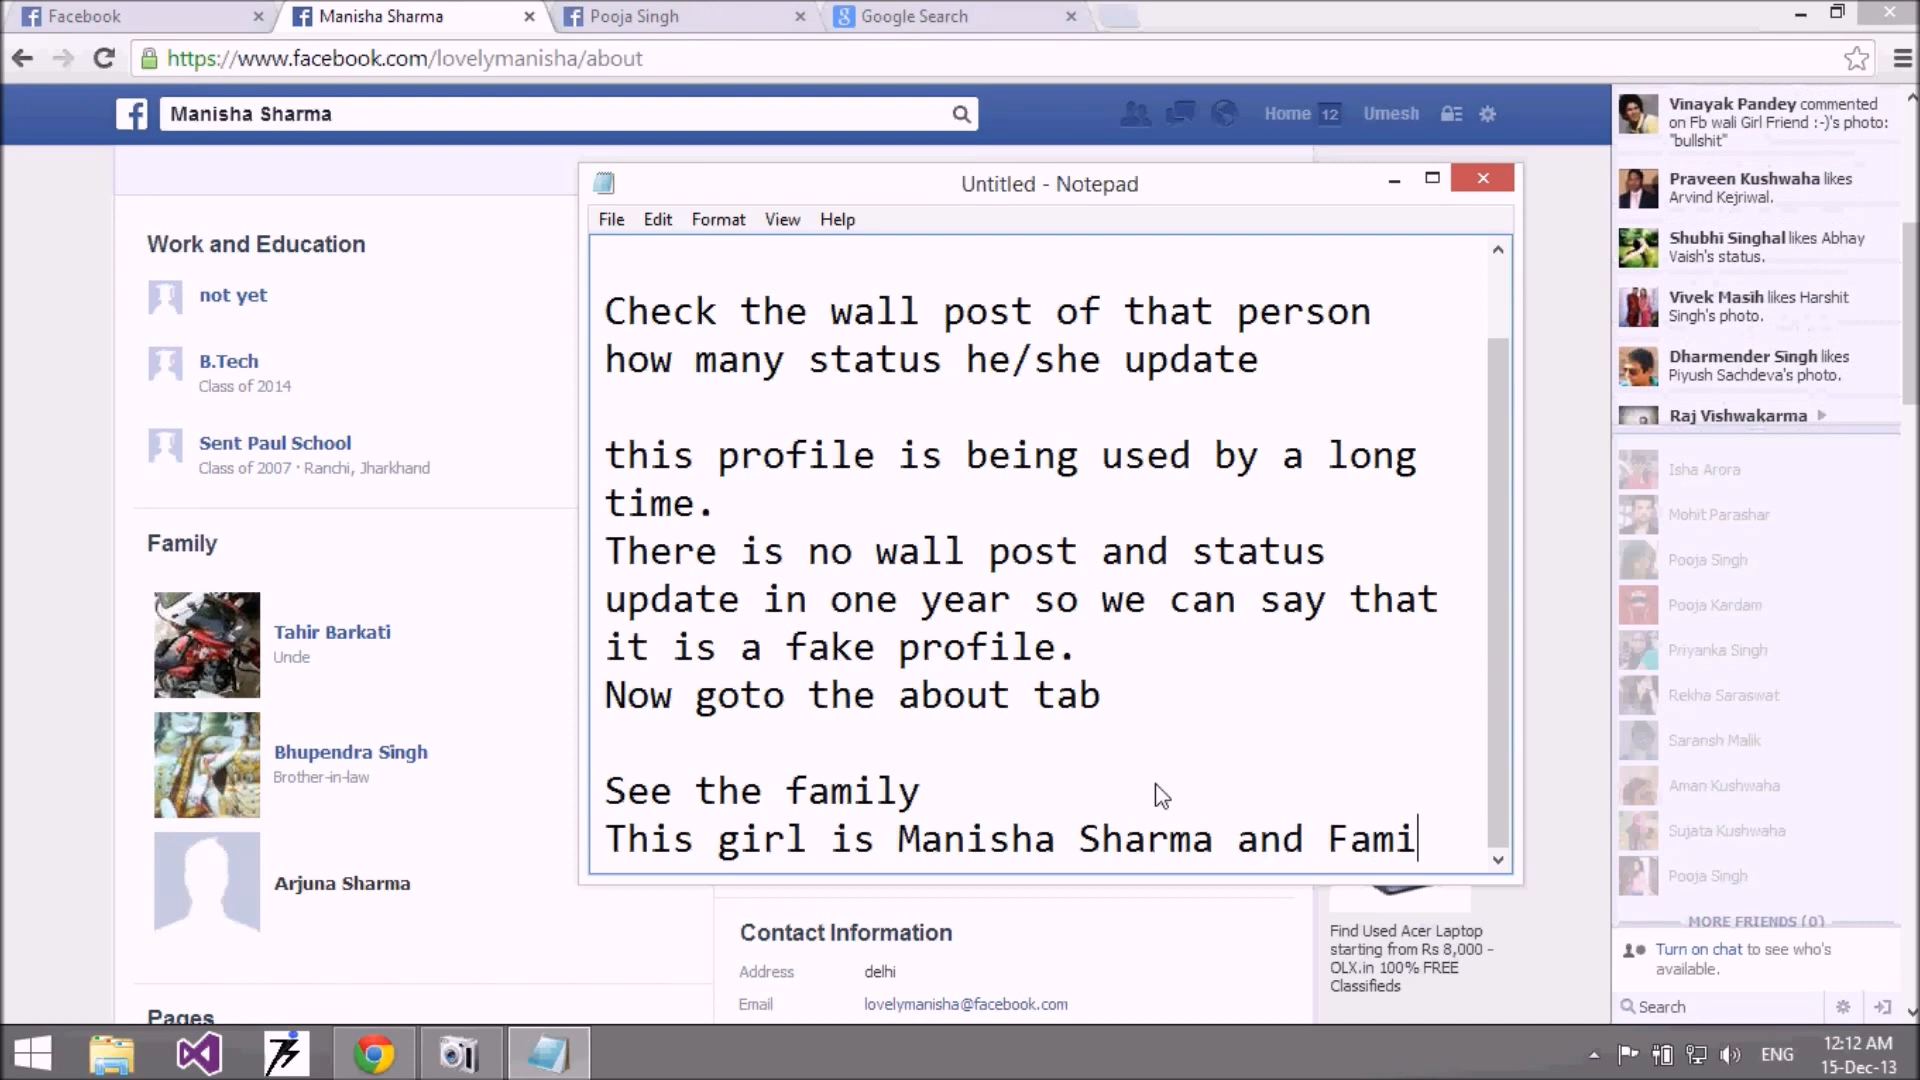 Facebook
Manisha Sharma
Pooja Singh
Google Search
https://www.facebook.com/lovelymanisha/about
Manisha Sharma
Home 12
Umesh
Work and Education
not yet
B.Tech
Class of 2014
Sent Paul School
Class of 2007 · Ranchi, Jharkhand
Family
Tahir Barkati
Uncle
Bhupendra Singh
Brother-in-law
Arjuna Sharma
Pages
Untitled - Notepad
File Edit Format View Help
Check the wall post of that person
how many status he/she update
this profile is being used by a long
time.
There is no wall post and status
update in one year so we can say that
it is a fake profile.
Now goto the about tab
See the family
This girl is Manisha Sharma and Fami
Contact Information
Address delhi
Email lovelymanisha@facebook.com
Find Used Acer Laptop
starting from Rs 8,000 -
OLX.in 100% FREE
Classifieds
Vinayak Pandey commented
on Fb wali Girl Friend :-)'s photo:
"bullshit"
Praveen Kushwaha likes
Arvind Kejriwal.
Shubhi Singhal likes Abhay
Vaish's status.
Vivek Masih likes Harshit
Singh's photo.
Dharmender Singh likes
Piyush Sachdeva's photo.
Raj Vishwakarma
Isha Arora
Mohit Parashar
Pooja Singh
Pooja Kardam
Priyanka Singh
Rekha Saraswat
Saransh Malik
Aman Kushwaha
Sujata Kushwaha
Pooja Singh
MORE FRIENDS (0)
Turn on chat to see who's
available.
Search
ENG
12:12 AM
15-Dec-13